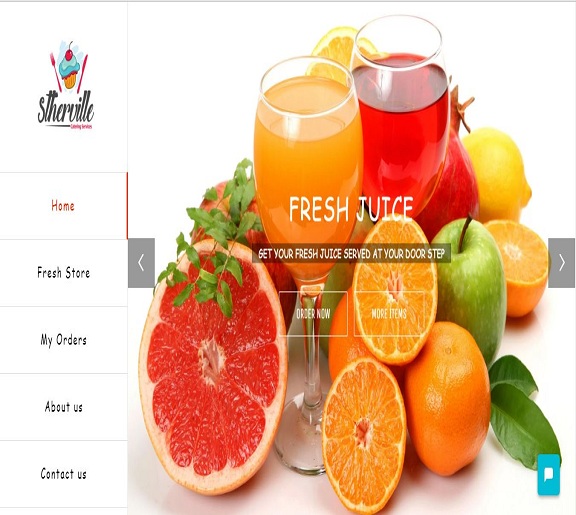 Stherville
Catering Services
Home
Fresh Store
My Orders
About us
Contact us
FRESH JUICE
GET YOUR FRESH JUICE SERVED AT YOUR DOOR STEP
ORDER NOW
MORE ITEMS